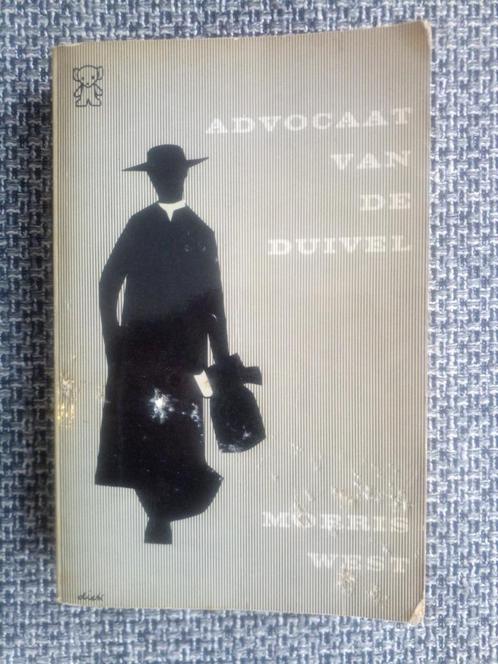 ADVOCAAT
VAN
DE
DUIVEL
MORRIS
WEST